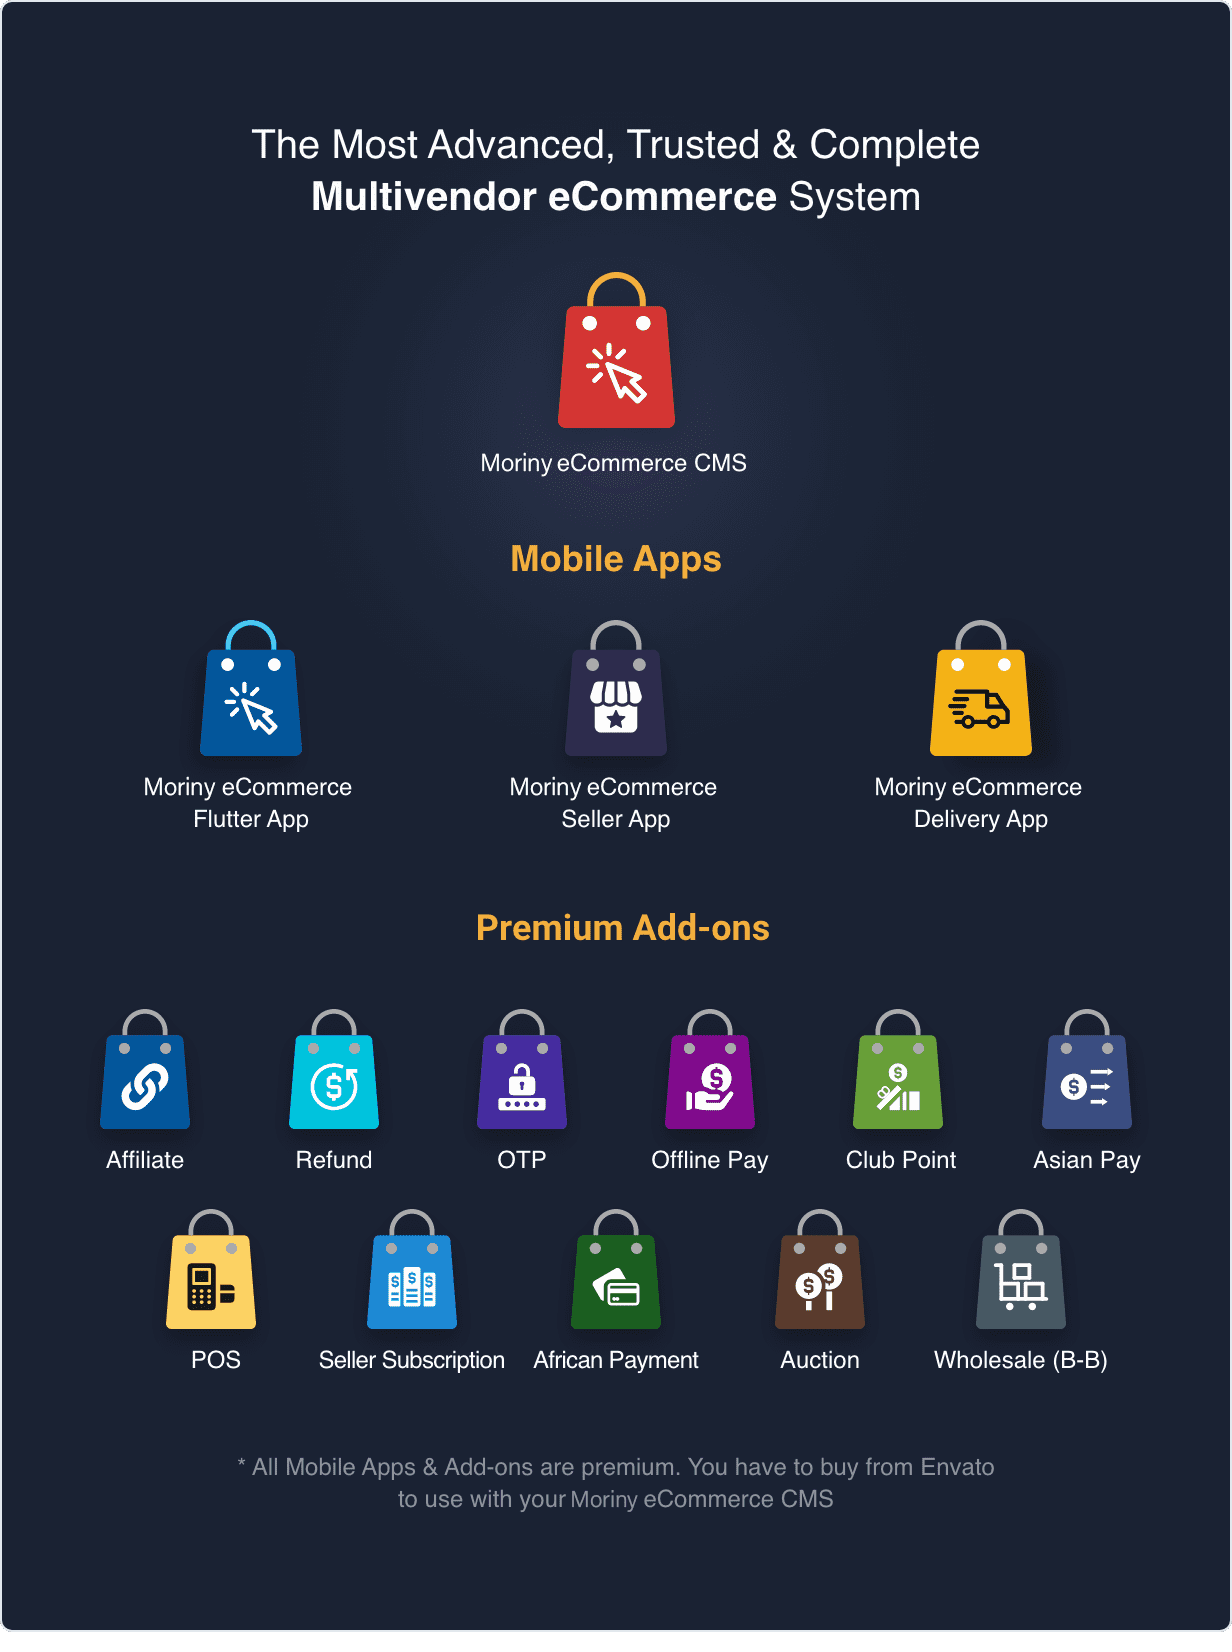 The Most Advanced, Trusted & Complete
Multivendor eCommerce System
Moriny eCommerce CMS
Mobile Apps
Moriny eCommerce
Flutter App
Moriny eCommerce
Seller App
Moriny eCommerce
Delivery App
Premium Add-ons
Affiliate
Refund
OTP
Offline Pay
Club Point
Asian Pay
POS
Seller Subscription
African Payment
Auction
Wholesale (B-B)
* All Mobile Apps & Add-ons are premium. You have to buy from Envato
to use with your Moriny eCommerce CMS